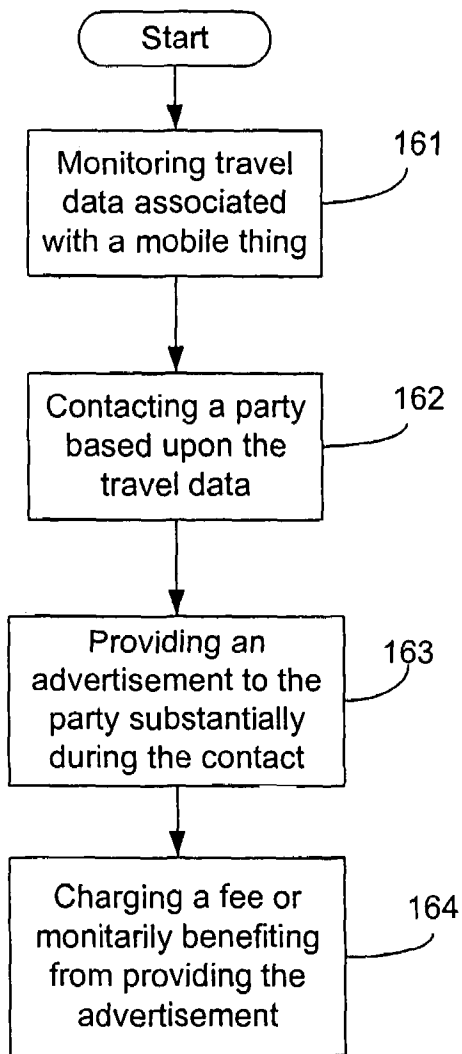 Start
161
Monitoring travel
data associated
with a mobile thing
162
Contacting a party
based upon the
travel data
163
Providing an
advertisement to the
party substantially
during the contact
164
Charging a fee or
monitarily benefiting
from providing the
advertisement